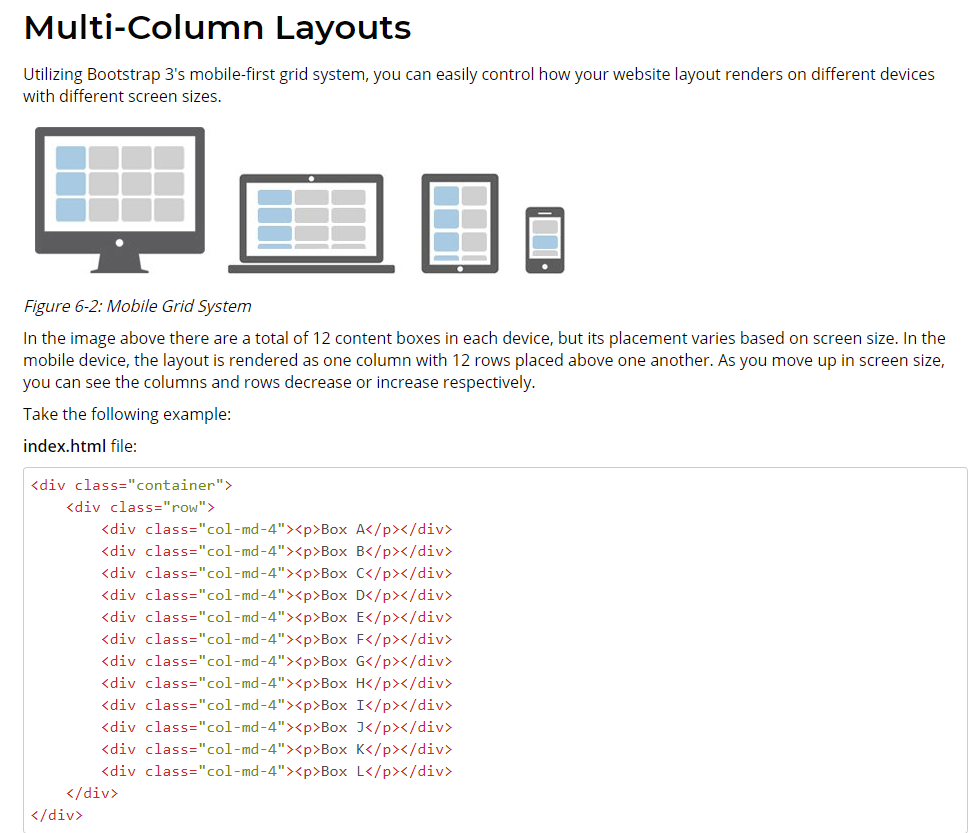 Multi-Column Layouts
Utilizing Bootstrap 3's mobile-first grid system, you can easily control how your website layout renders on different devices
with different screen sizes.
Figure 6-2: Mobile Grid System
In the image above there are a total of 12 content boxes in each device, but its placement varies based on screen size. In the
mobile device, the layout is rendered as one column with 12 rows placed above one another. As you move up in screen size,
you can see the columns and rows decrease or increase respectively.
Take the following example:
index.html file:
<div class="container">
    <div class="row">
        <div class="col-md-4"><p>Box A</p></div>
        <div class="col-md-4"><p>Box B</p></div>
        <div class="col-md-4"><p>Box C</p></div>
        <div class="col-md-4"><p>Box D</p></div>
        <div class="col-md-4"><p>Box E</p></div>
        <div class="col-md-4"><p>Box F</p></div>
        <div class="col-md-4"><p>Box G</p></div>
        <div class="col-md-4"><p>Box H</p></div>
        <div class="col-md-4"><p>Box I</p></div>
        <div class="col-md-4"><p>Box J</p></div>
        <div class="col-md-4"><p>Box K</p></div>
        <div class="col-md-4"><p>Box L</p></div>
    </div>
</div>